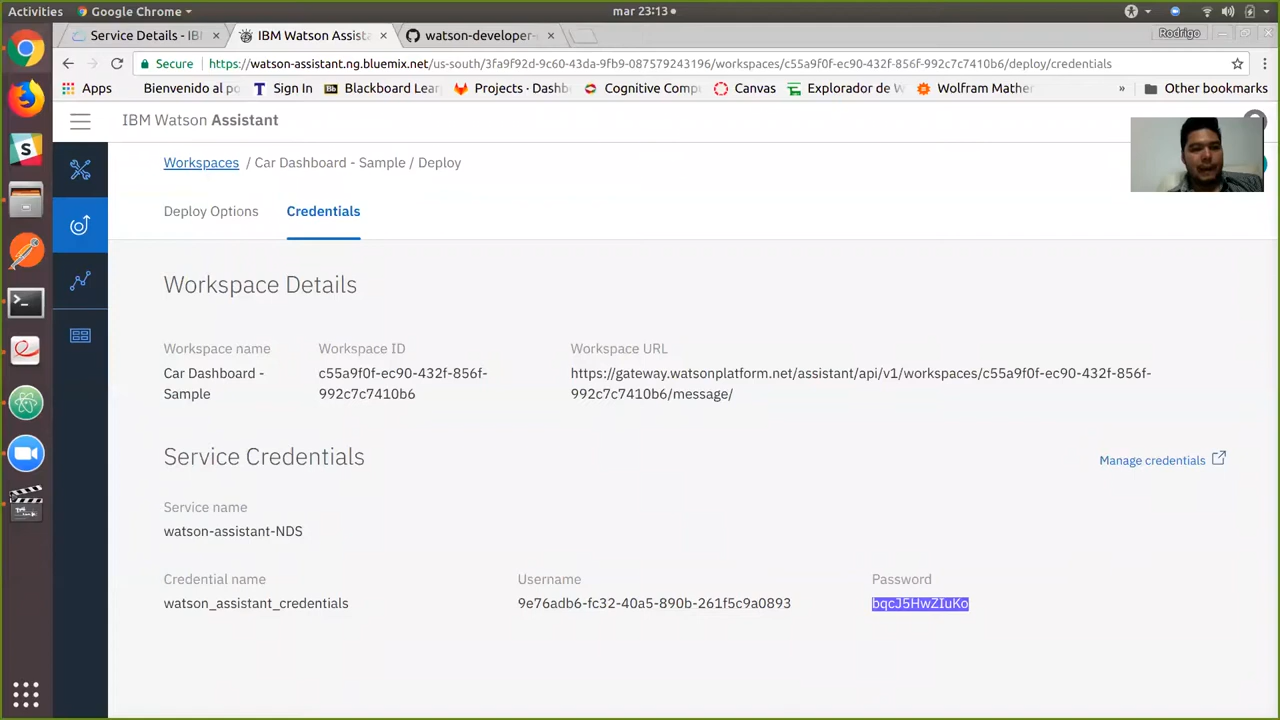 Activities
Google Chrome
mar 23:13
Service Details - IBM
IBM Watson Assista
watson-developer-
Rodrigo
Secure
https://watson-assistant.ng.bluemix.net/us-south/3fa9f92d-9c60-43da-9fb9-087579243196/workspaces/c55a9f0f-ec90-432f-856f-992c7c7410b6/deploy/credentials
Apps
Bienvenido al po
Sign In
Bb
Blackboard Lear
Projects · Dashb
Cognitive Comp
Canvas
Explorador de W
Wolfram Mather
»
Other bookmarks
IBM Watson Assistant
Workspaces / Car Dashboard - Sample / Deploy
Deploy Options
Credentials
Workspace Details
Workspace name
Workspace ID
Workspace URL
Car Dashboard -
Sample
c55a9f0f-ec90-432f-856f-
992c7c7410b6
https://gateway.watsonplatform.net/assistant/api/v1/workspaces/c55a9f0f-ec90-432f-856f-
992c7c7410b6/message/
Service Credentials
Manage credentials
Service name
watson-assistant-NDS
Credential name
Username
Password
watson_assistant_credentials
9e76adb6-fc32-40a5-890b-261f5c9a0893
bqcJ5HwZIuKo